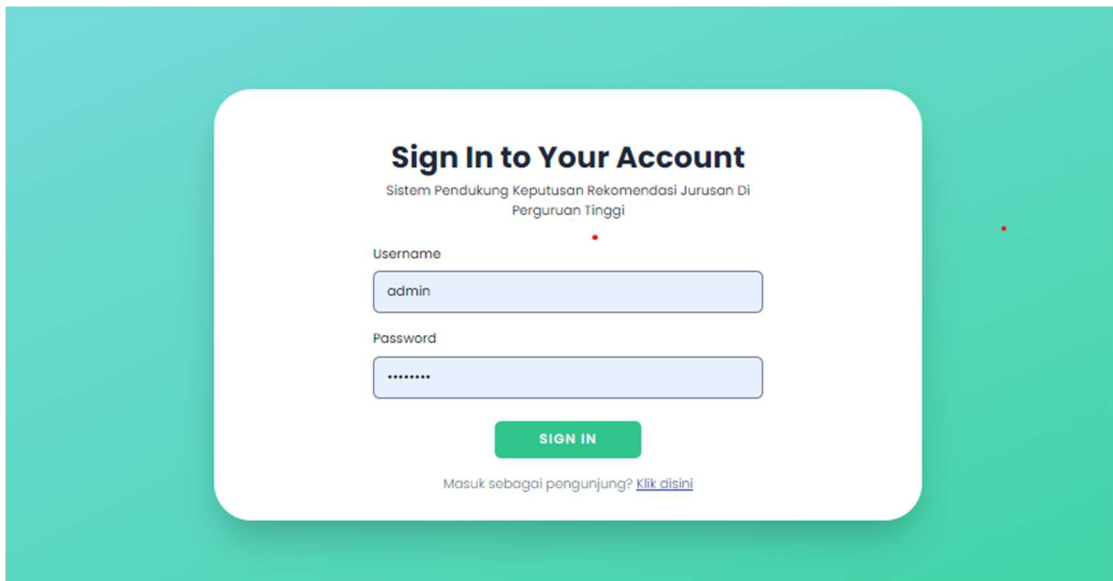 Sign In to Your Account
Sistem Pendukung Keputusan Rekomendasi Jurusan Di
Perguruan Tinggi
Username
admin
Password
••••••••
SIGN IN
Masuk sebagai pengunjung? Klik disini